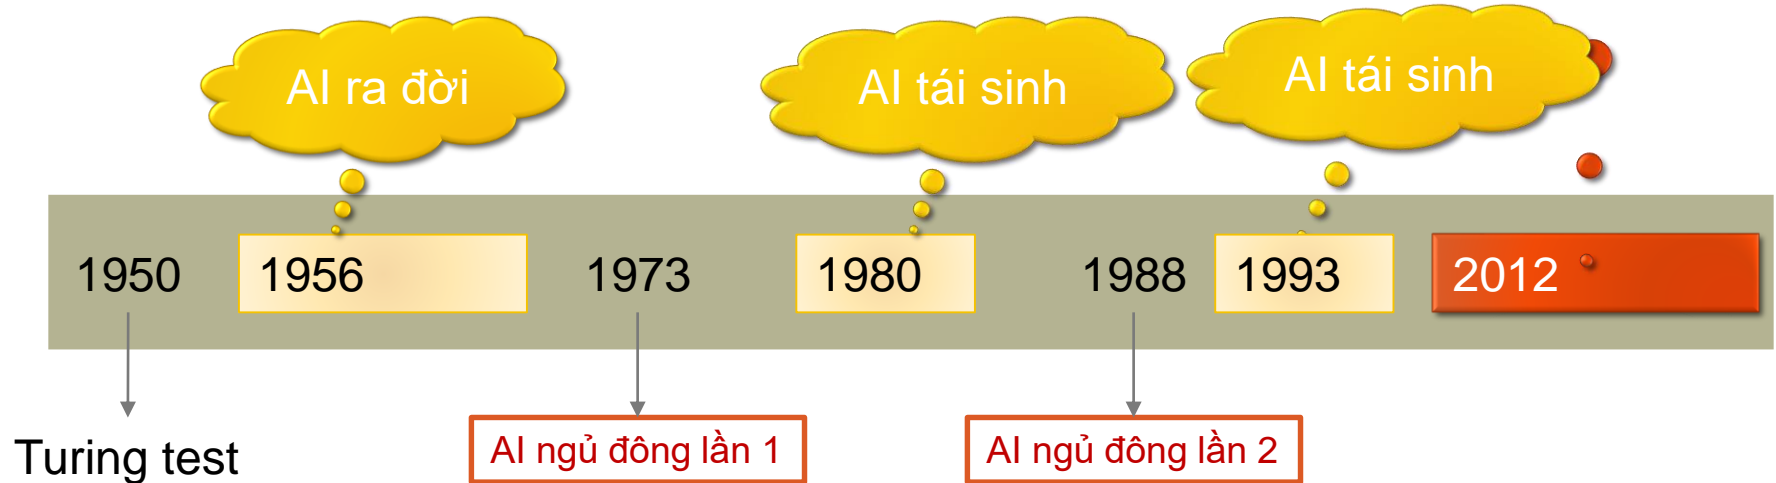 AI ra đời
AI tái sinh
AI tái sinh
1950
1956
1973
1980
1988
1993
2012
Turing test
AI ngủ đông lần 1
AI ngủ đông lần 2